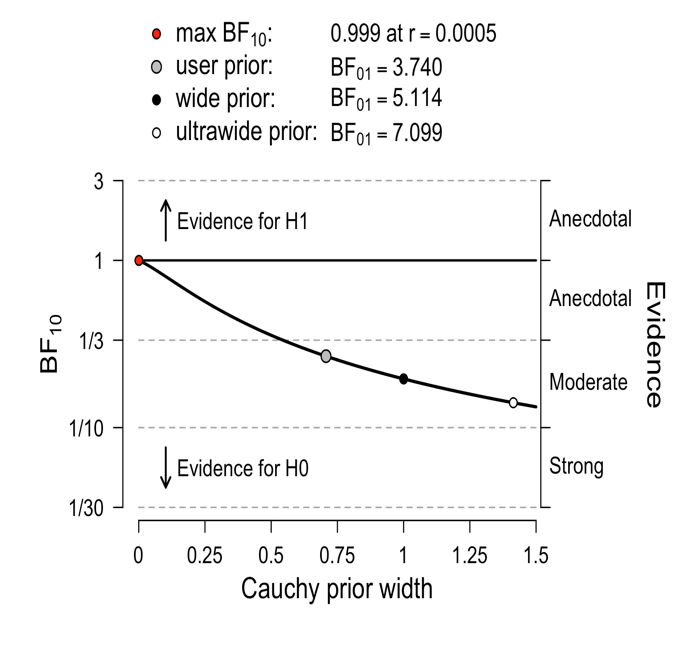 max BF10: 0.999 at r = 0.0005
user prior: BF01 = 3.740
wide prior: BF01 = 5.114
ultrawide prior: BF01 = 7.099
3
1
1/3
1/10
1/30
BF10
Evidence for H1
Evidence for H0
Anecdotal
Anecdotal
Moderate
Strong
Evidence
0 0.25 0.5 0.75 1 1.25 1.5
Cauchy prior width